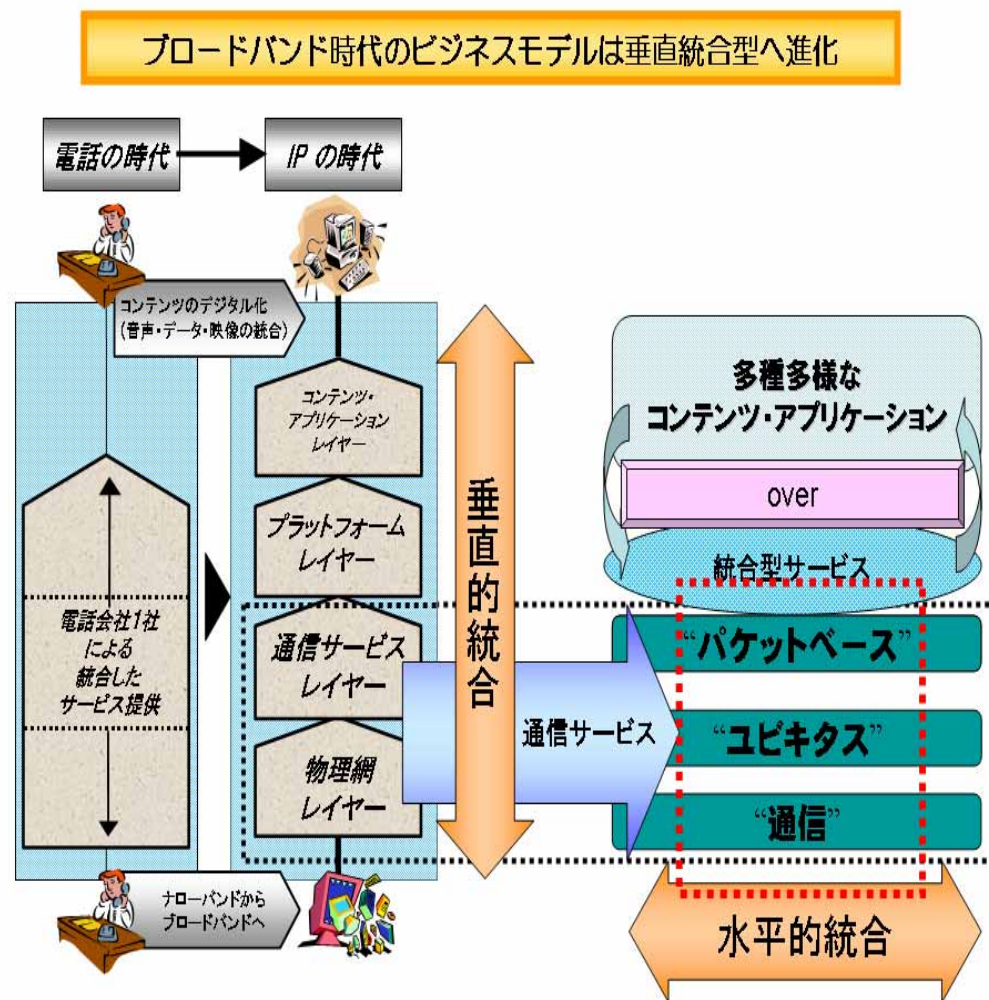 ブロードバンド時代のビジネスモデルは垂直統合型へ進化
電話の時代
IP の時代
コンテンツのデジタル化
(音声・データ・映像の統合)
コンテンツ・
アプリケーション
レイヤー
プラットフォーム
レイヤー
電話会社1社
による
統合した
サービス提供
通信サービス
レイヤー
物理網
レイヤー
ナローバンドから
ブロードバンドへ
垂直的統合
通信サービス
多種多様な
コンテンツ・アプリケーション
over
統合型サービス
“パケットベース”
“ユビキタス”
“通信”
水平的統合